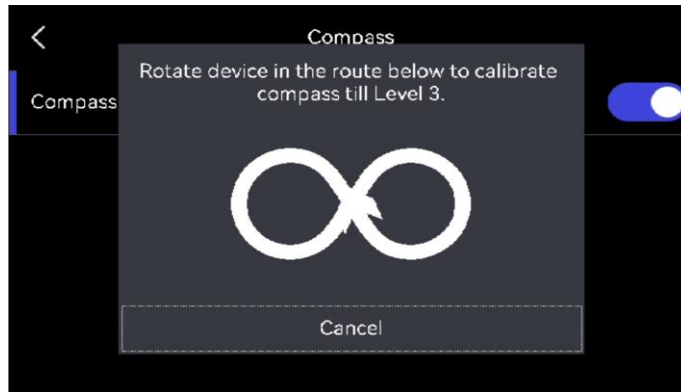 Compass
Rotate device in the route below to calibrate
compass till Level 3.
Compass
Cancel